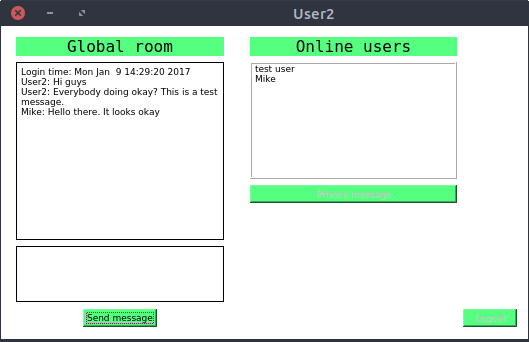 User2
Global room
Online users
Login time: Mon Jan  9 14:29:20 2017
User2: Hi guys
User2: Everybody doing okay? This is a test
message.
Mike: Hello there. It looks okay
test user
Mike
Private message
Send message